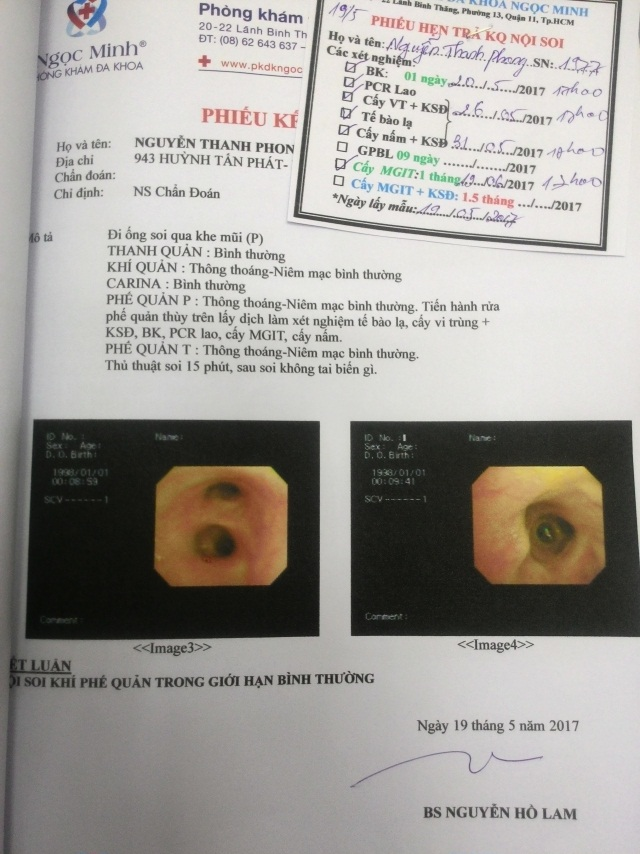 Ngọc Minh®
PHÒNG KHÁM ĐA KHOA
Phòng khám
20-22 Lãnh Binh Th
ĐT: (08) 62 643 637 -
www.pkdkngoc
PHIẾU KẾ
Họ và tên: NGUYỄN THANH PHON
Địa chỉ 943 HUỲNH TẤN PHÁT-
Chẩn đoán:
Chỉ định: NS Chẩn Đoán
19/5
KHOA NGỌC MINH
Lãnh Binh Thăng, Phường 13, Quận 11, Tp.HCM
PHIẾU HẸN TRẢ KQ NỘI SOI
Họ và tên: Nguyễn Thanh Phong SN: 1977
Các xét nghiệm:
BK: 01 ngày 20/5/2017 17h00
PCR Lao
Cấy VT + KSĐ 26/05/2017 17h00
Tế bào lạ
Cấy nấm + KSĐ 31/05/2017 17h00
GPBL 09 ngày ....../....../2017
Cấy MGIT: 1 tháng 19/06/2017 17h00
Cấy MGIT + KSĐ: 1.5 tháng .../..../2017
*Ngày lấy mẫu: 19/05/2017
Mô tả Đi ống soi qua khe mũi (P)
THANH QUẢN : Bình thường
KHÍ QUẢN : Thông thoáng-Niêm mạc bình thường
CARINA : Bình thường
PHẾ QUẢN P : Thông thoáng-Niêm mạc bình thường. Tiến hành rửa
phế quản thùy trên lấy dịch làm xét nghiệm tế bào lạ, cấy vi trùng +
KSĐ, BK, PCR lao, cấy MGIT, cấy nấm.
PHẾ QUẢN T : Thông thoáng-Niêm mạc bình thường.
Thủ thuật soi 15 phút, sau soi không tai biến gì.
ID No. : Name:
Sex: Age:
D. O. Birth:
1998/01/01
00:08:59
SCV------1
Comment:
<<Image3>>
ID No. : Name:
Sex: Age:
D. O. Birth:
1998/01/01
00:09:41
SCV------1
Comment:
<<Image4>>
ẾT LUẬN
ỘI SOI KHÍ PHẾ QUẢN TRONG GIỚI HẠN BÌNH THƯỜNG
Ngày 19 tháng 5 năm 2017
BS NGUYỄN HỒ LAM